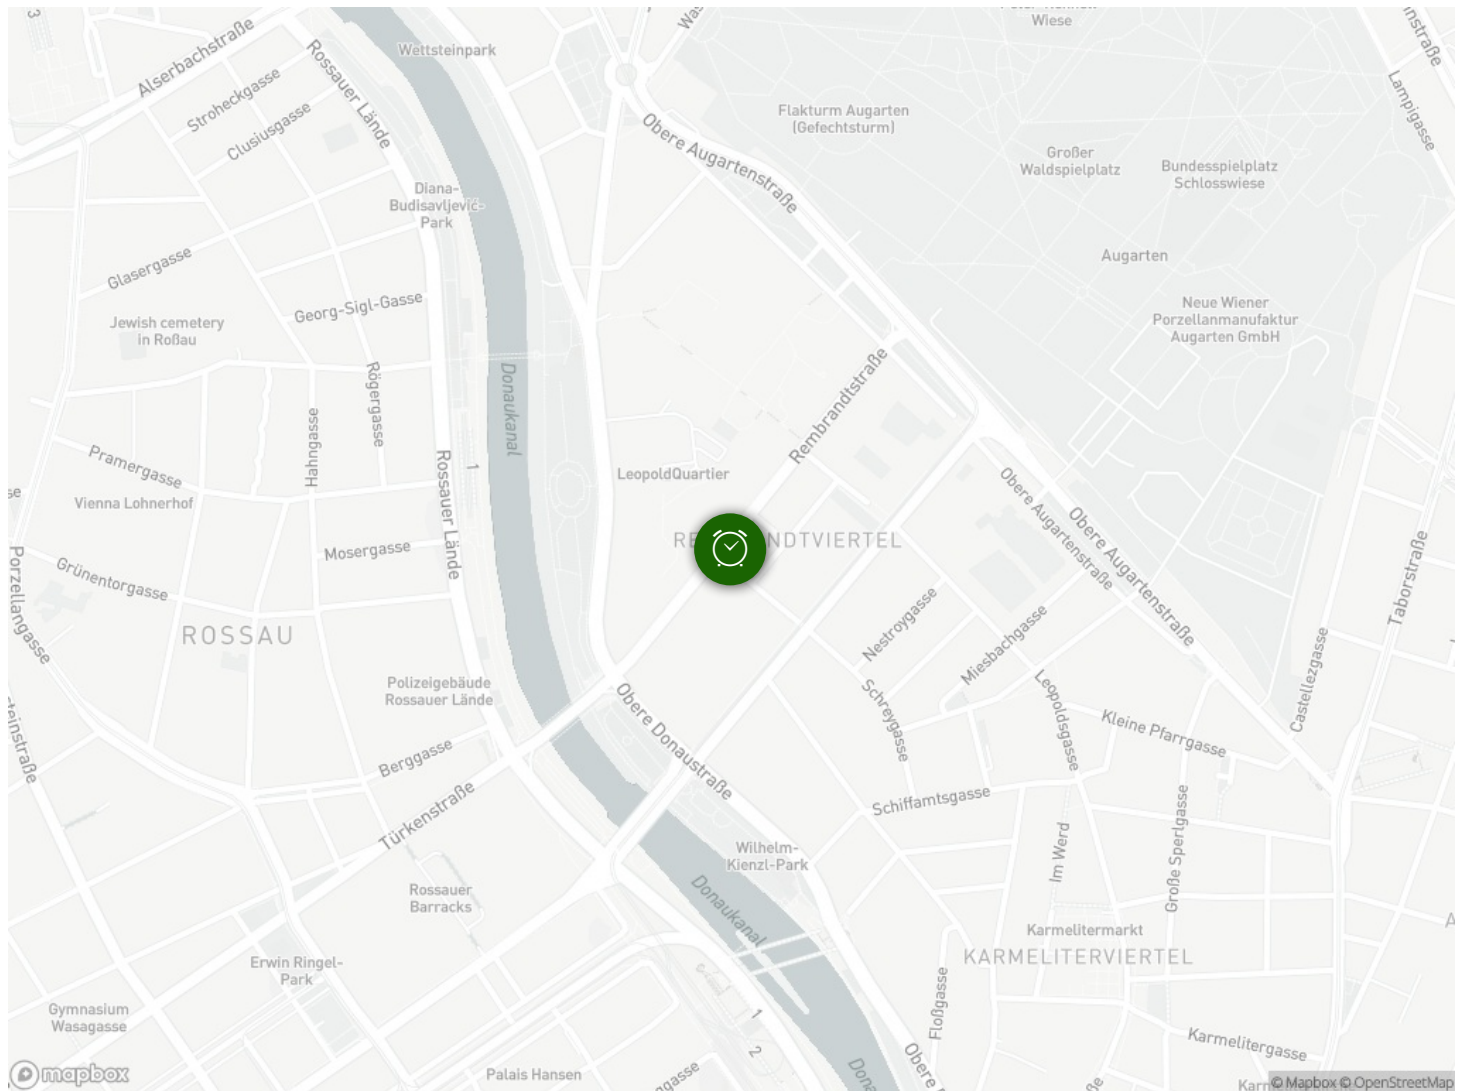 3
Alserbachstraße
Stroheckgasse
Clusiusgasse
Rossauer Lände
Wettsteinpark
Wiese
Lampigasse
Flakturm Augarten
(Gefechtsturm)
Obere Augartenstraße
Großer
Waldspielplatz
Bundesspielplatz
Schlosswiese
Diana-
Budisavljević-
Park
Glasergasse
Georg-Sigl-Gasse
Augarten
Jewish cemetery
in Roßau
Neue Wiener
Porzellanmanufaktur
Augarten GmbH
Rögergasse
Hahngasse
Donaukanal
Rembrandtstraße
Pramergasse
Rossauer Lände
1
LeopoldQuartier
Vienna Lohnerhof
Obere Augartenstraße
Obere Augartenstraße
Mosergasse
NDTVIERTEL
Porzellangasse
Grünentorgasse
Taborstraße
Nestroygasse
Miesbachgasse
ROSSAU
Castellezgasse
Polizeigebäude
Rossauer Lände
Obere Donaustraße
Schreygasse
Leopoldsgasse
Kleine Pfarrgasse
Berggasse
Türkenstraße
Schiffamtsgasse
Im Werd
Große Sperlgasse
Wilhelm-
Kienzl-Park
Rossauer
Barracks
Donaukanal
Karmelitermarkt
KARMELITERVIERTEL
Erwin Ringel-
Park
Gymnasium
Wasagasse
Floßgasse
1
2
Karmelitergasse
Palais Hansen
mapbox
© Mapbox © OpenStreetMap